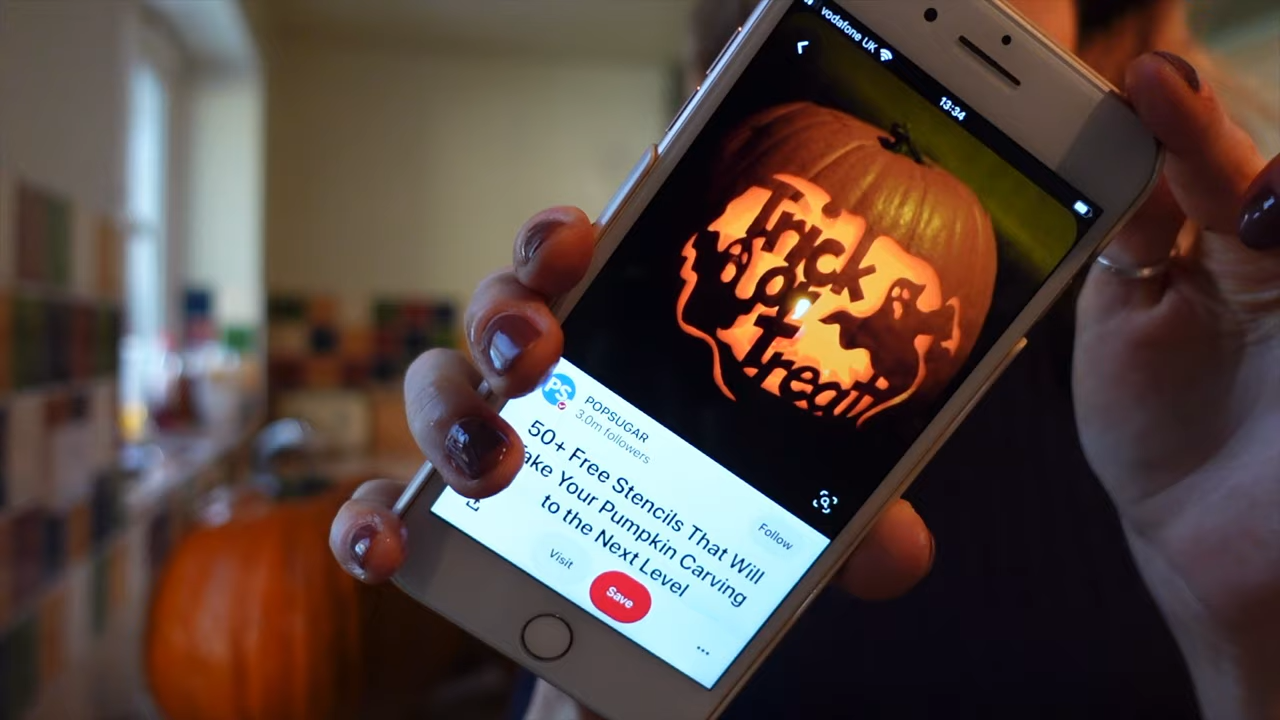 vodafone UK
13:34
Trick
or
Treat
PS
POPSUGAR
3.0m followers
Follow
50+ Free Stencils That Will
Take Your Pumpkin Carving
to the Next Level
Visit
Save